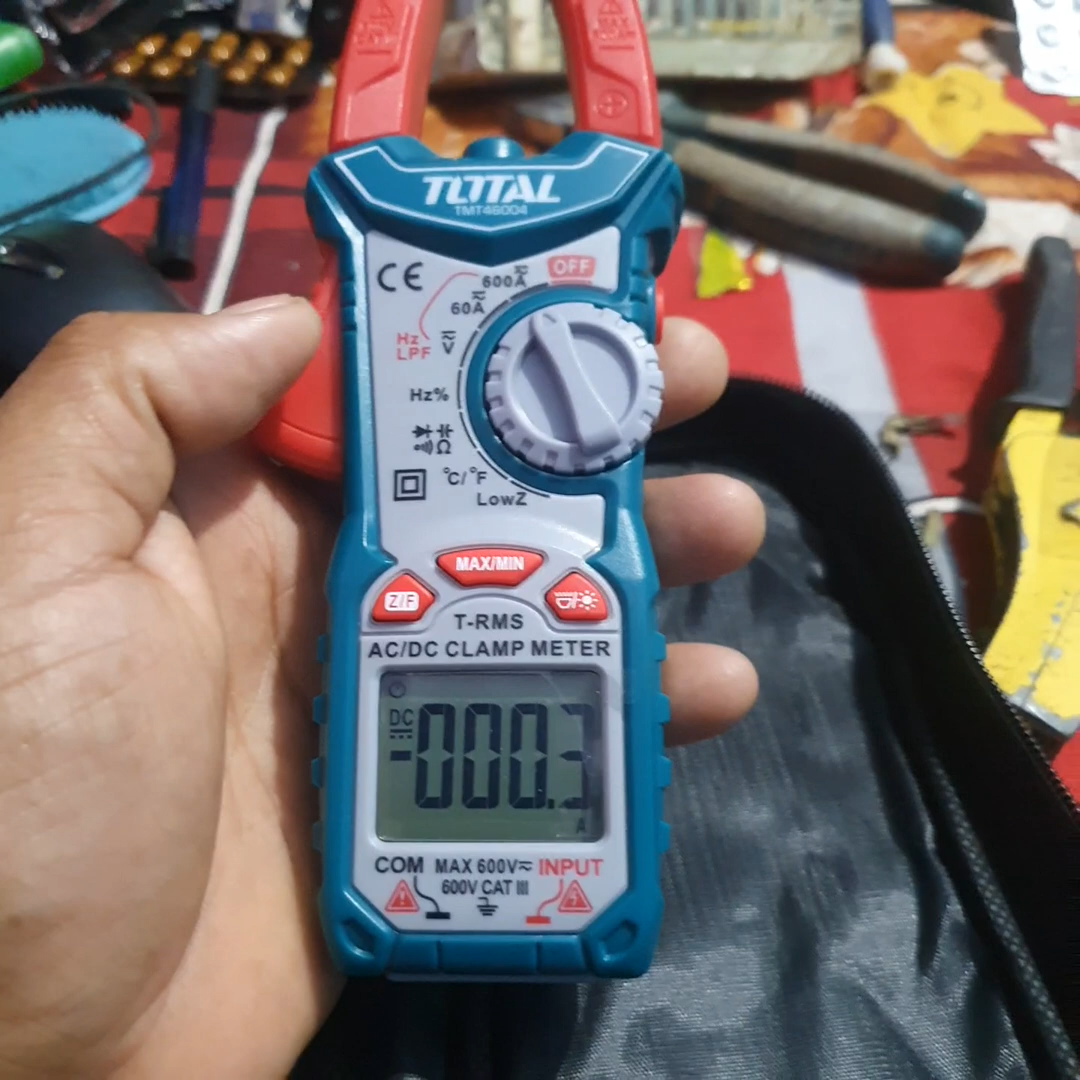 TOTAL
TMT46004
CE
600A
OFF
60A
Hz
LPF
V
Hz%
Ω
°C/°F
LowZ
MAX/MIN
Z/F
T-RMS
AC/DC CLAMP METER
DC
-000.3
A
COM MAX 600V INPUT
600V CAT III